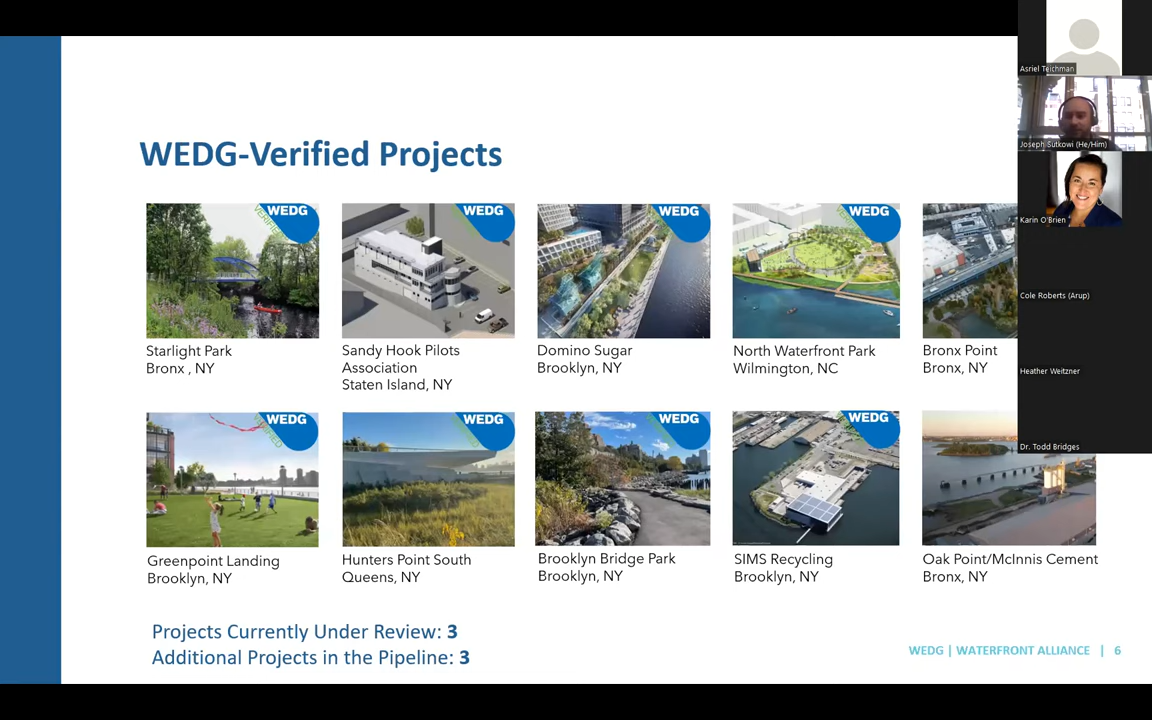 WEDG-Verified Projects
WEDG
WEDG
WEDG
WEDG
Starlight Park
Bronx , NY
Sandy Hook Pilots
Association
Staten Island, NY
Domino Sugar
Brooklyn, NY
North Waterfront Park
Wilmington, NC
Bronx Point
Bronx, NY
WEDG
WEDG
WEDG
WEDG
Greenpoint Landing
Brooklyn, NY
Hunters Point South
Queens, NY
Brooklyn Bridge Park
Brooklyn, NY
SIMS Recycling
Brooklyn, NY
Oak Point/McInnis Cement
Bronx, NY
Projects Currently Under Review: 3
Additional Projects in the Pipeline: 3
WEDG | WATERFRONT ALLIANCE | 6
Asriel Teichman
Joseph Sutkowi (He/Him)
Karin O'Brien
Cole Roberts (Arup)
Heather Weitzner
Dr. Todd Bridges